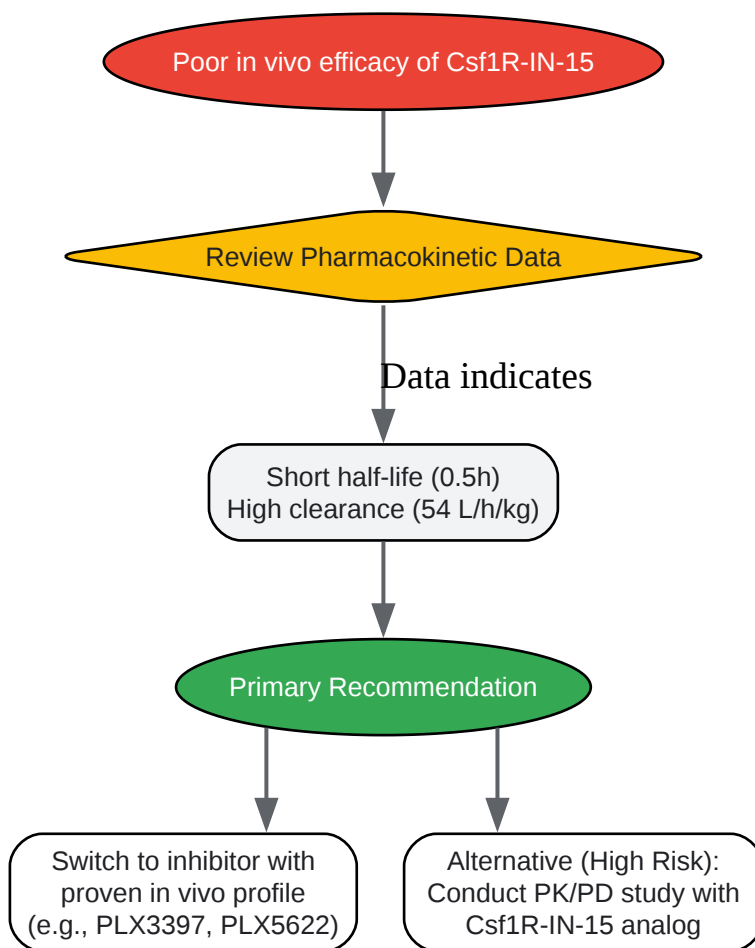 Poor in vivo efficacy of Csf1R-IN-15
Review Pharmacokinetic Data
Data indicates
Short half-life (0.5h)
High clearance (54 L/h/kg)
Primary Recommendation
Switch to inhibitor with
proven in vivo profile
(e.g., PLX3397, PLX5622)
Alternative (High Risk):
Conduct PK/PD study with
Csf1R-IN-15 analog